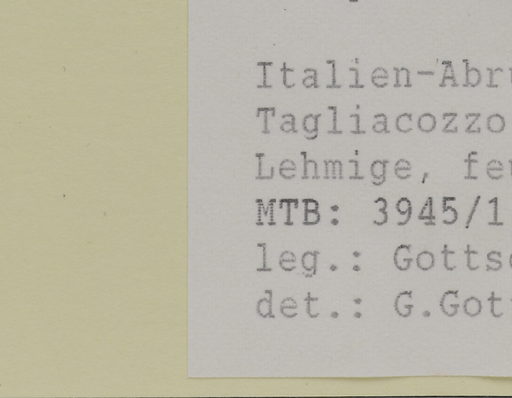 Italien-Abr
Tagliacozzo
Lehmige, fe
MTB: 3945/1
leg.: Gotts
det.: G.Got